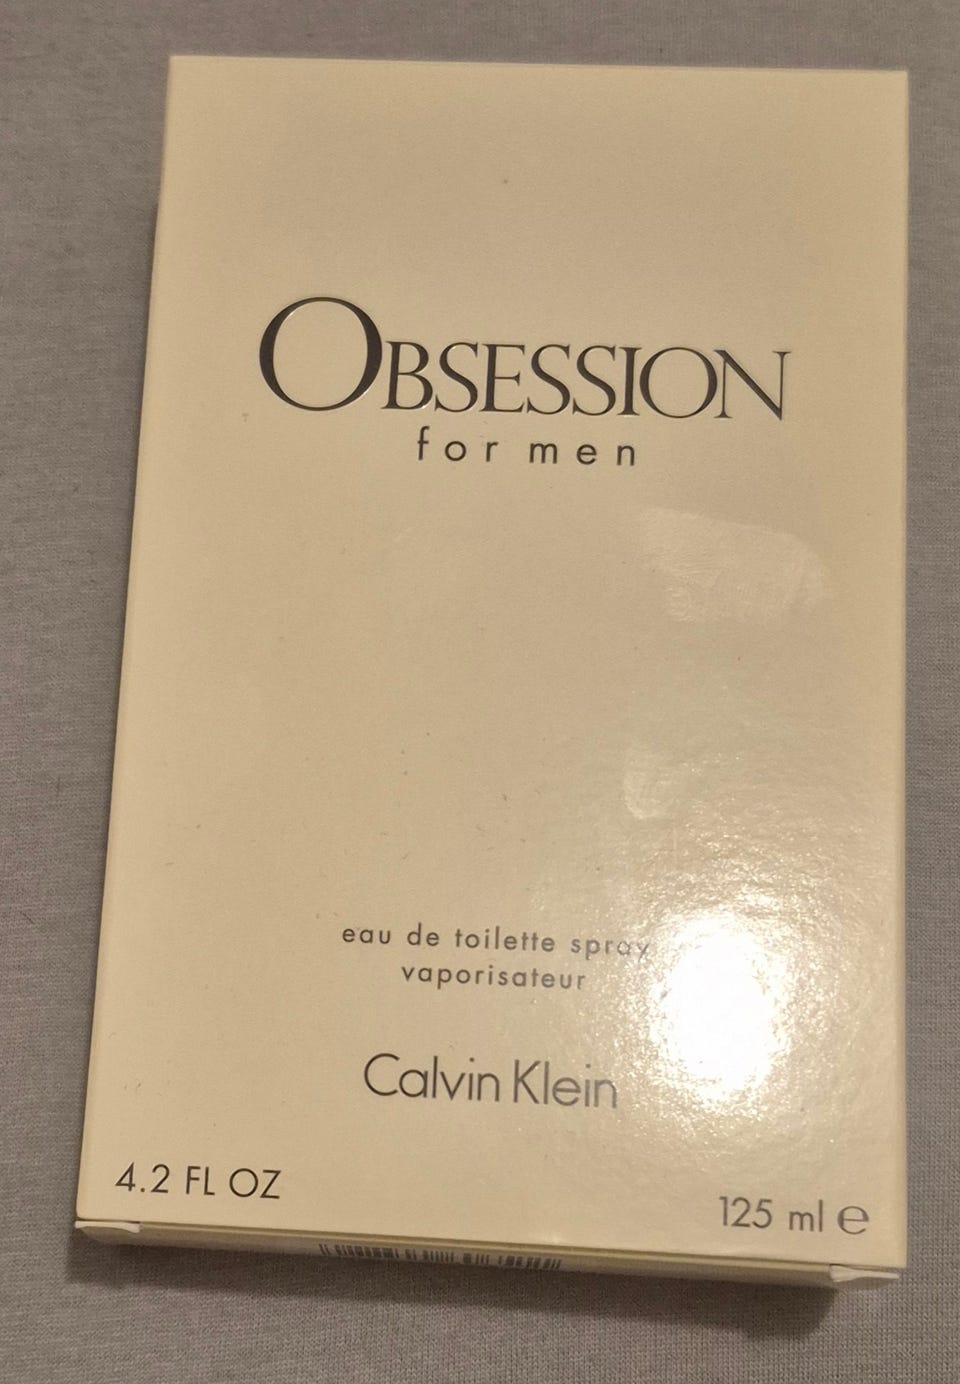 OBSESSION
for men
eau de toilette spray
vaporisateur
Calvin Klein
4.2 FL OZ
125 ml ℮